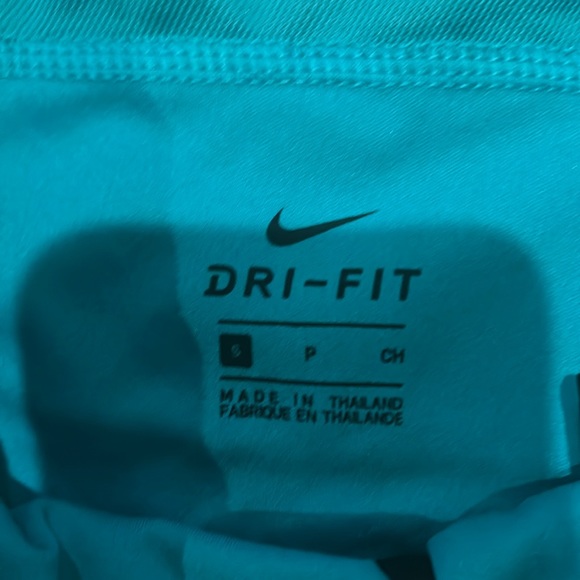 DRI-FIT
S P CH
MADE IN THAILAND
FABRIQUE EN THAILANDE